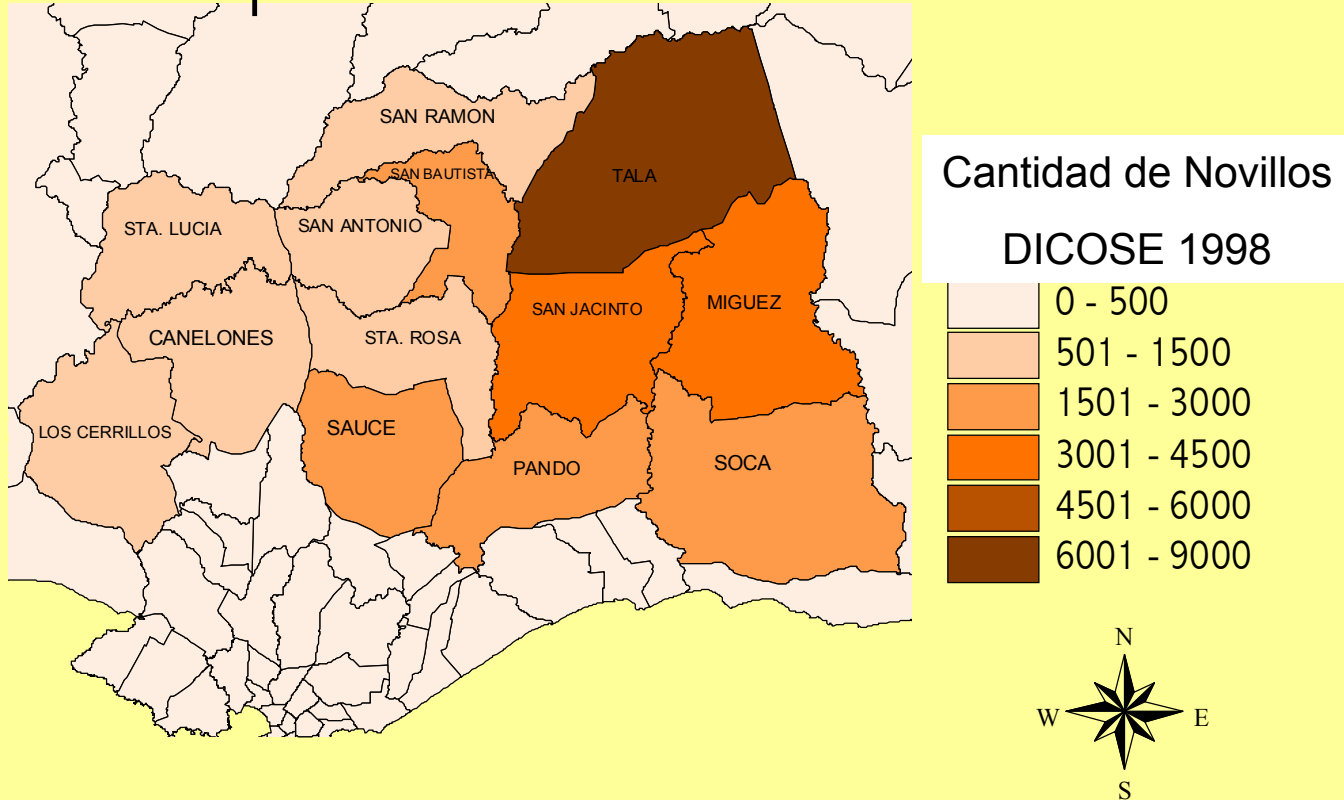 SAN RAMON
SAN BAUTISTA
TALA
STA. LUCIA
SAN ANTONIO
SAN JACINTO
MIGUEZ
CANELONES
STA. ROSA
LOS CERRILLOS
SAUCE
PANDO
SOCA
Cantidad de Novillos
DICOSE 1998
0 - 500
501 - 1500
1501 - 3000
3001 - 4500
4501 - 6000
6001 - 9000
N
W E
S